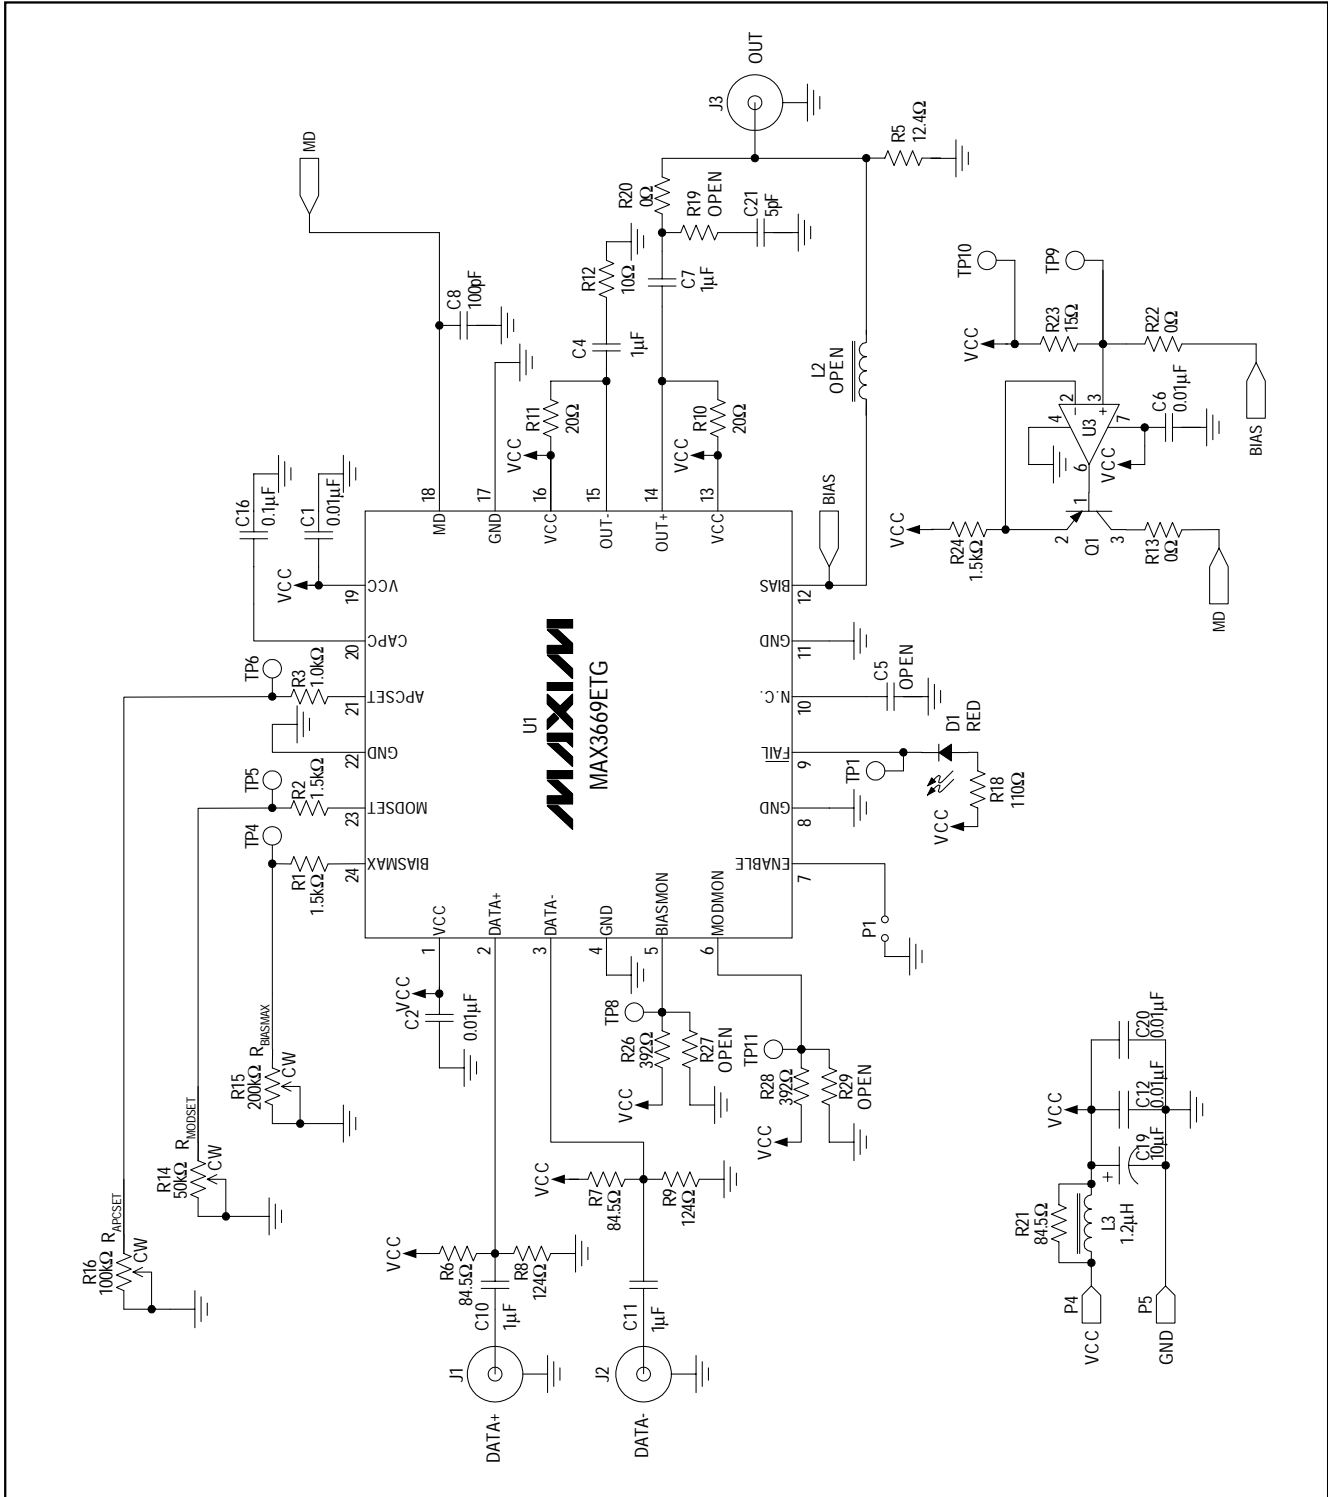 R16
100kΩ
CW
R_APCSET
R14
50kΩ
CW
R_MODSET
R15
200kΩ
CW
R_BIASMAX
TP4
R1
1.5kΩ
24
BIASMAX
TP5
R2
1.5kΩ
23
MODSET
22
GND
TP6
R3
1.0kΩ
21
APCSET
20
CAPC
C16
0.1µF
19
VCC
VCC
C1
0.01µF
J1
DATA+
C10
1µF
VCC
R6
84.5Ω
R8
124Ω
J2
DATA-
C11
1µF
VCC
R7
84.5Ω
R9
124Ω
VCC
C2
0.01µF
1
VCC
2
DATA+
3
DATA-
4
GND
5
BIASMON
6
MODMON
TP8
VCC
R26
392Ω
R27
OPEN
TP11
VCC
R28
392Ω
R29
OPEN
U1
MAXIM
MAX3669ETG
MD
C8
100pF
18
MD
17
GND
16
VCC
15
OUT-
14
OUT+
13
VCC
VCC
R11
20Ω
C4
1µF
R12
10Ω
VCC
R10
20Ω
C7
1µF
R20
0Ω
R19
OPEN
C21
5pF
J3
OUT
R5
12.4Ω
L2
OPEN
BIAS
12
BIAS
11
GND
10
N.C.
C5
OPEN
9
FAIL
TP1
D1
RED
R18
110Ω
VCC
8
GND
7
ENABLE
P1
VCC
R24
1.5kΩ
2
1
3
Q1
R13
0Ω
MD
6
U3
4
2
3
7
−
+
VCC
C6
0.01µF
VCC
TP10
R23
15Ω
TP9
R22
0Ω
BIAS
P4
VCC
P5
GND
R21
84.5Ω
L3
1.2µH
VCC
+
C19
10µF
C12
0.01µF
C20
0.01µF